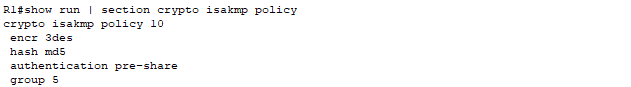 R1#show run | section crypto isakmp policy
crypto isakmp policy 10
 encr 3des
 hash md5
 authentication pre-share
 group 5